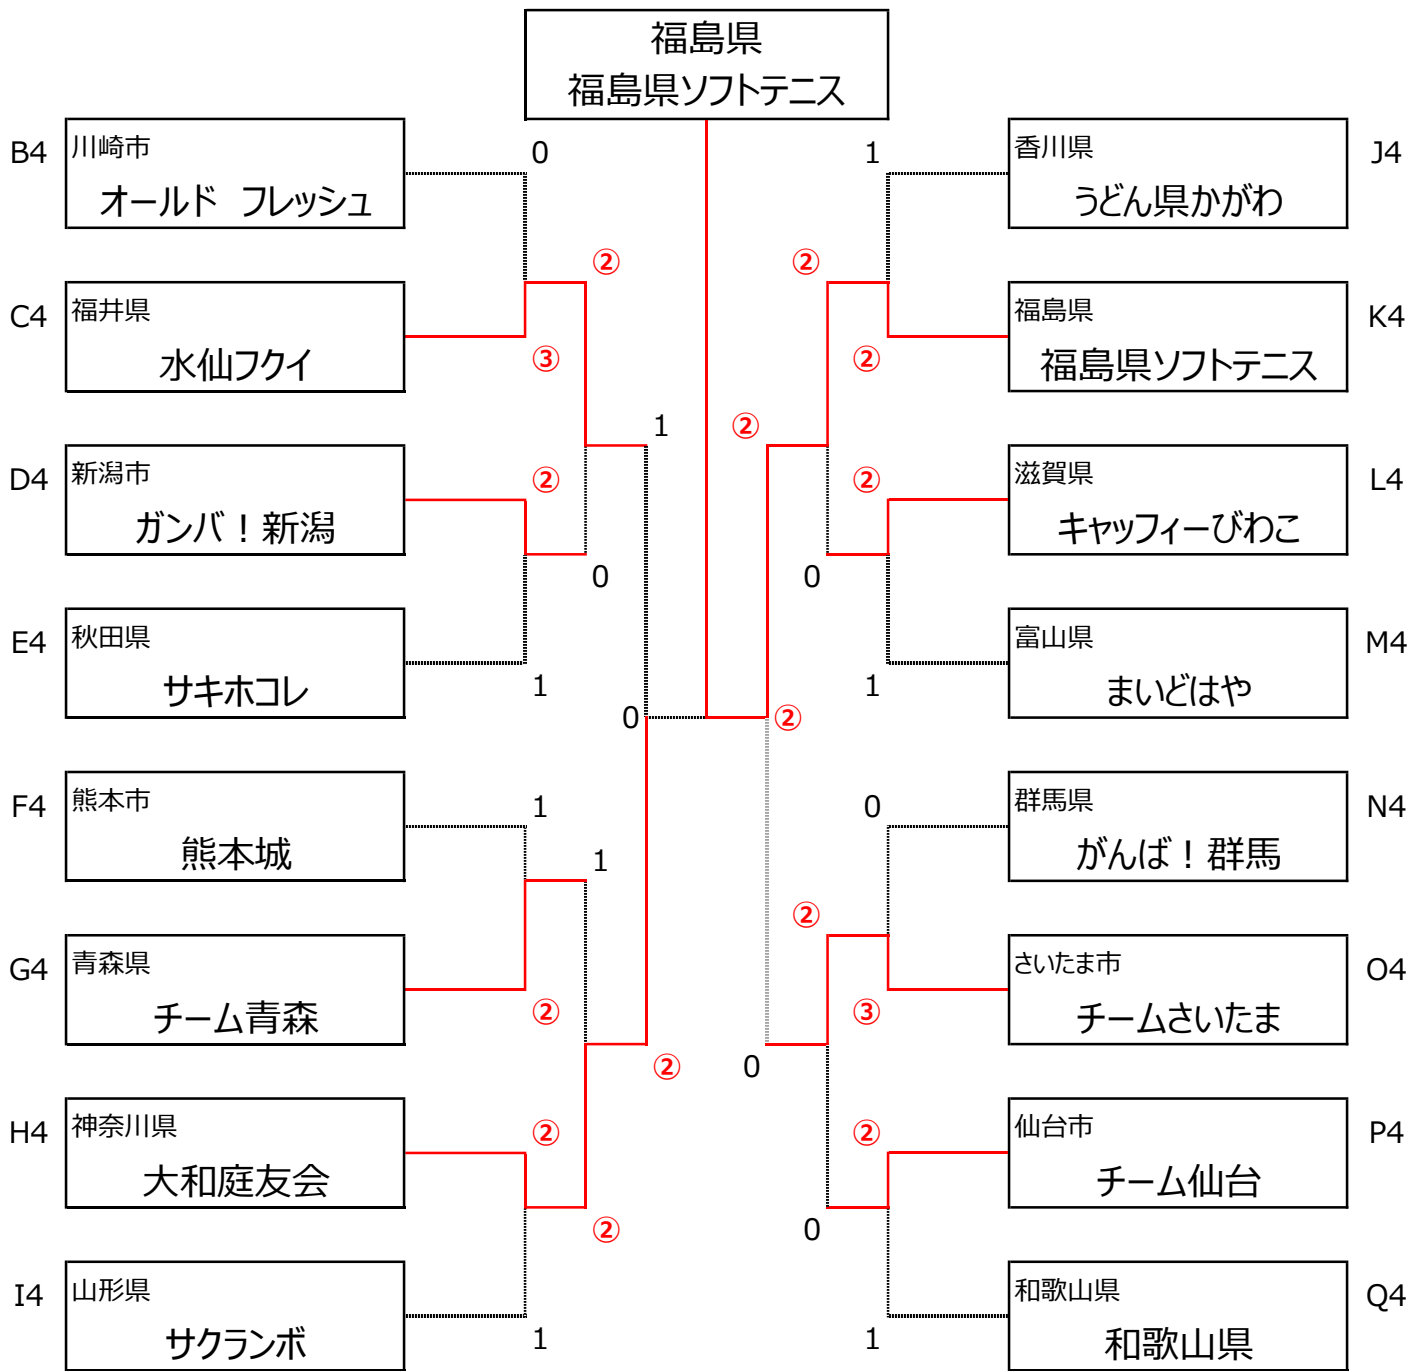 福島県
福島県ソフトテニス
B4
川崎市
オールド　フレッシュ
0
1
香川県
うどん県かがわ
J4
②
②
C4
福井県
水仙フクイ
③
②
福島県
福島県ソフトテニス
K4
1
②
D4
新潟市
ガンバ！新潟
②
②
滋賀県
キャッフィーびわこ
L4
0
0
E4
秋田県
サキホコレ
1
1
富山県
まいどはや
M4
0
②
F4
熊本市
熊本城
1
0
群馬県
がんば！群馬
N4
1
②
G4
青森県
チーム青森
②
③
さいたま市
チームさいたま
O4
②
0
H4
神奈川県
大和庭友会
②
②
仙台市
チーム仙台
P4
②
0
I4
山形県
サクランボ
1
1
和歌山県
和歌山県
Q4